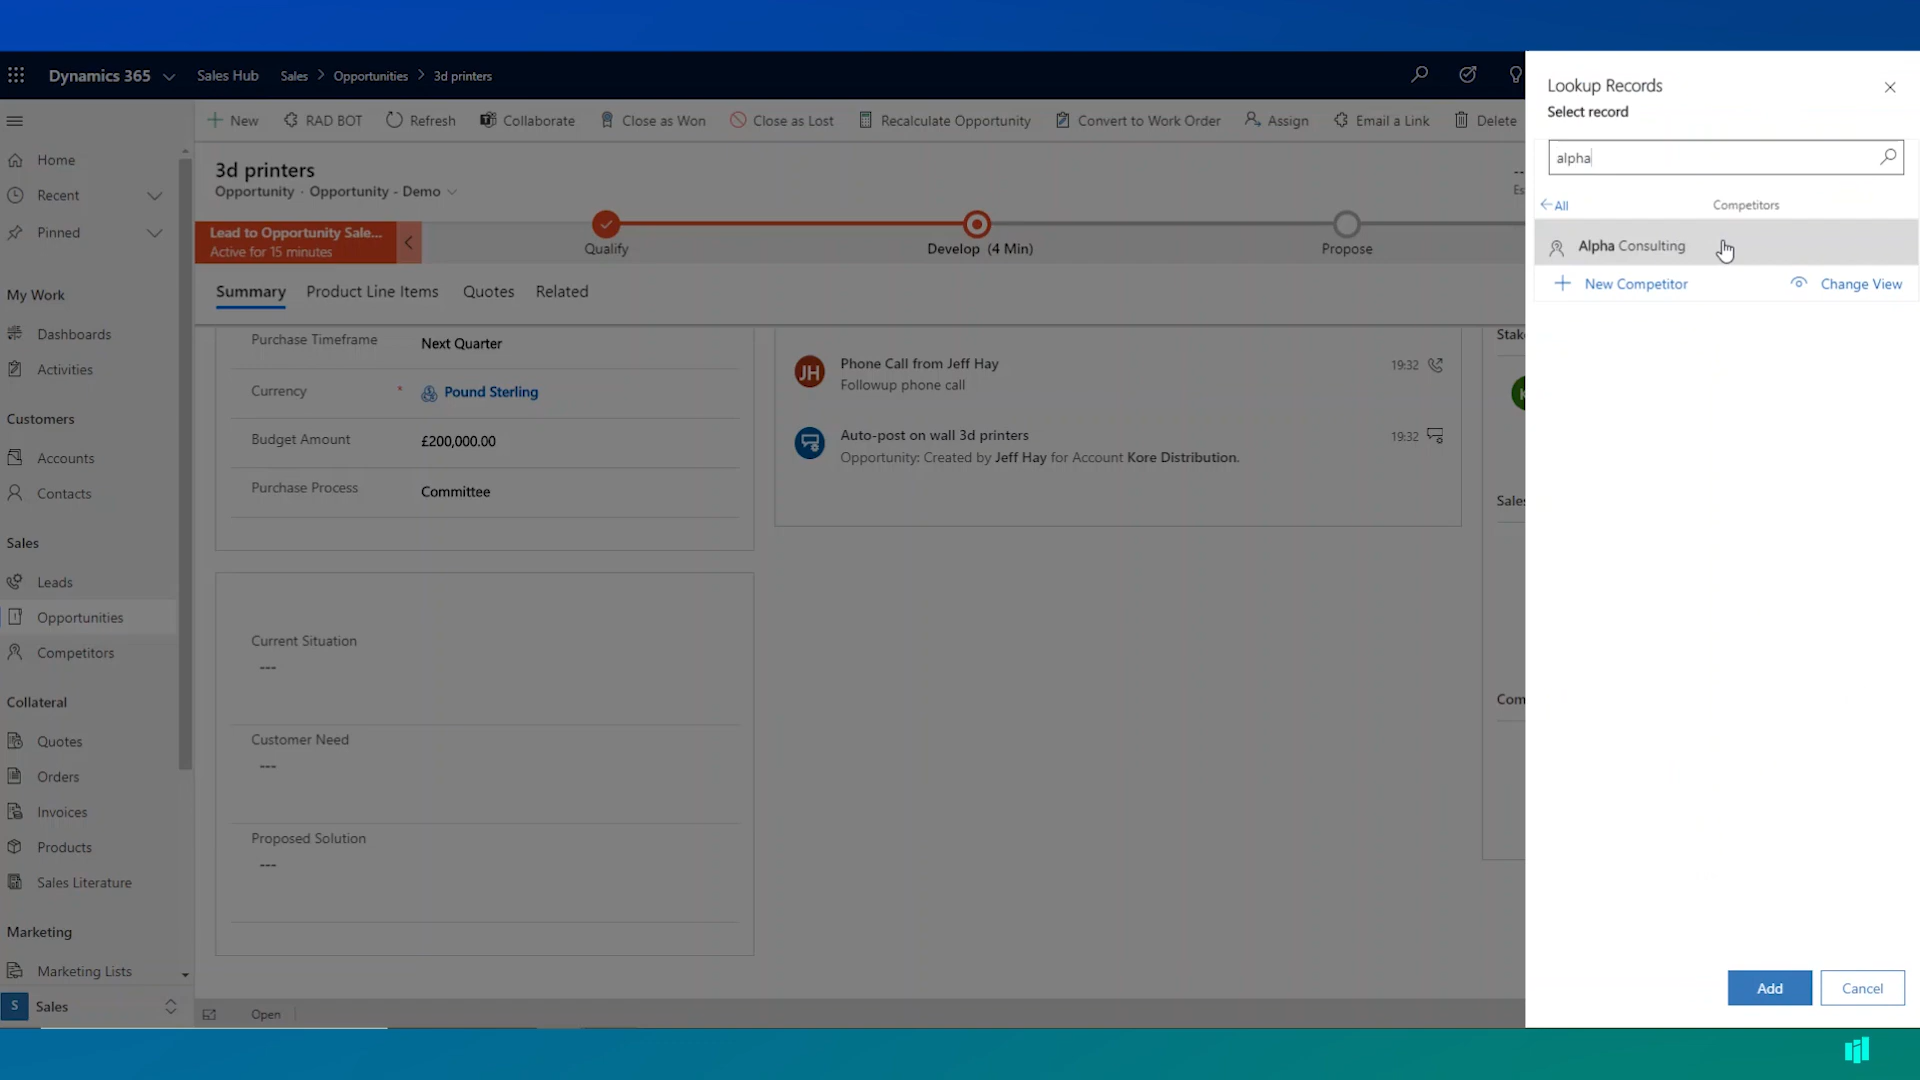 Dynamics 365
Sales Hub
Sales > Opportunities > 3d printers
New
RAD BOT
Refresh
Collaborate
Close as Won
Close as Lost
Recalculate Opportunity
Convert to Work Order
Assign
Email a Link
Delete
Home
Recent
Pinned
My Work
Dashboards
Activities
Customers
Accounts
Contacts
Sales
Leads
Opportunities
Competitors
Collateral
Quotes
Orders
Invoices
Products
Sales Literature
Marketing
Marketing Lists
S Sales
3d printers
Opportunity · Opportunity - Demo
---
Es
Lead to Opportunity Sale...
Active for 15 minutes
Qualify
Develop (4 Min)
Propose
Summary
Product Line Items
Quotes
Related
Purchase Timeframe
Next Quarter
Currency *
Pound Sterling
Budget Amount
£200,000.00
Purchase Process
Committee
Current Situation
---
Customer Need
---
Proposed Solution
---
JH
Phone Call from Jeff Hay
19:32
Followup phone call
Auto-post on wall 3d printers
19:32
Opportunity: Created by Jeff Hay for Account Kore Distribution.
Stak
K
Sales
Com
Open
Lookup Records
Select record
alpha
All
Competitors
Alpha Consulting
New Competitor
Change View
Add
Cancel